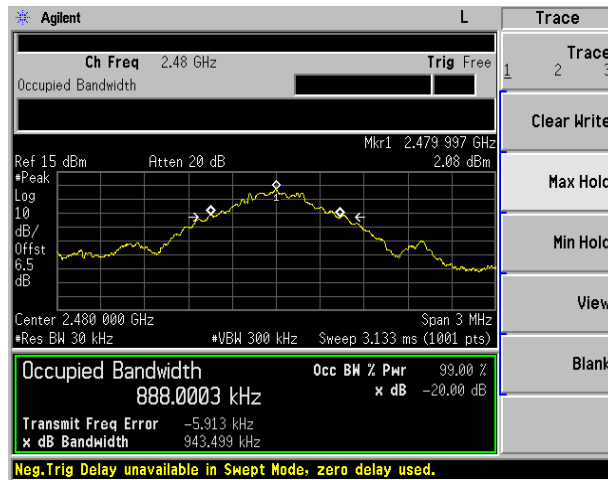 Agilent L Trace
Ch Freq 2.48 GHz Trig Free
Occupied Bandwidth
Trace
1 2 3
Clear Write
Max Hold
Min Hold
View
Blank
Mkr1 2.479 997 GHz
Ref 15 dBm Atten 20 dB 2.08 dBm
#Peak
Log
10
dB/
Offst
6.5
dB
1
Center 2.480 000 GHz Span 3 MHz
#Res BW 30 kHz #VBW 300 kHz Sweep 3.133 ms (1001 pts)
Occupied Bandwidth Occ BW % Pwr 99.00 %
888.0003 kHz x dB -20.00 dB
Transmit Freq Error -5.913 kHz
x dB Bandwidth 943.499 kHz
Neg.Trig Delay unavailable in Swept Mode, zero delay used.